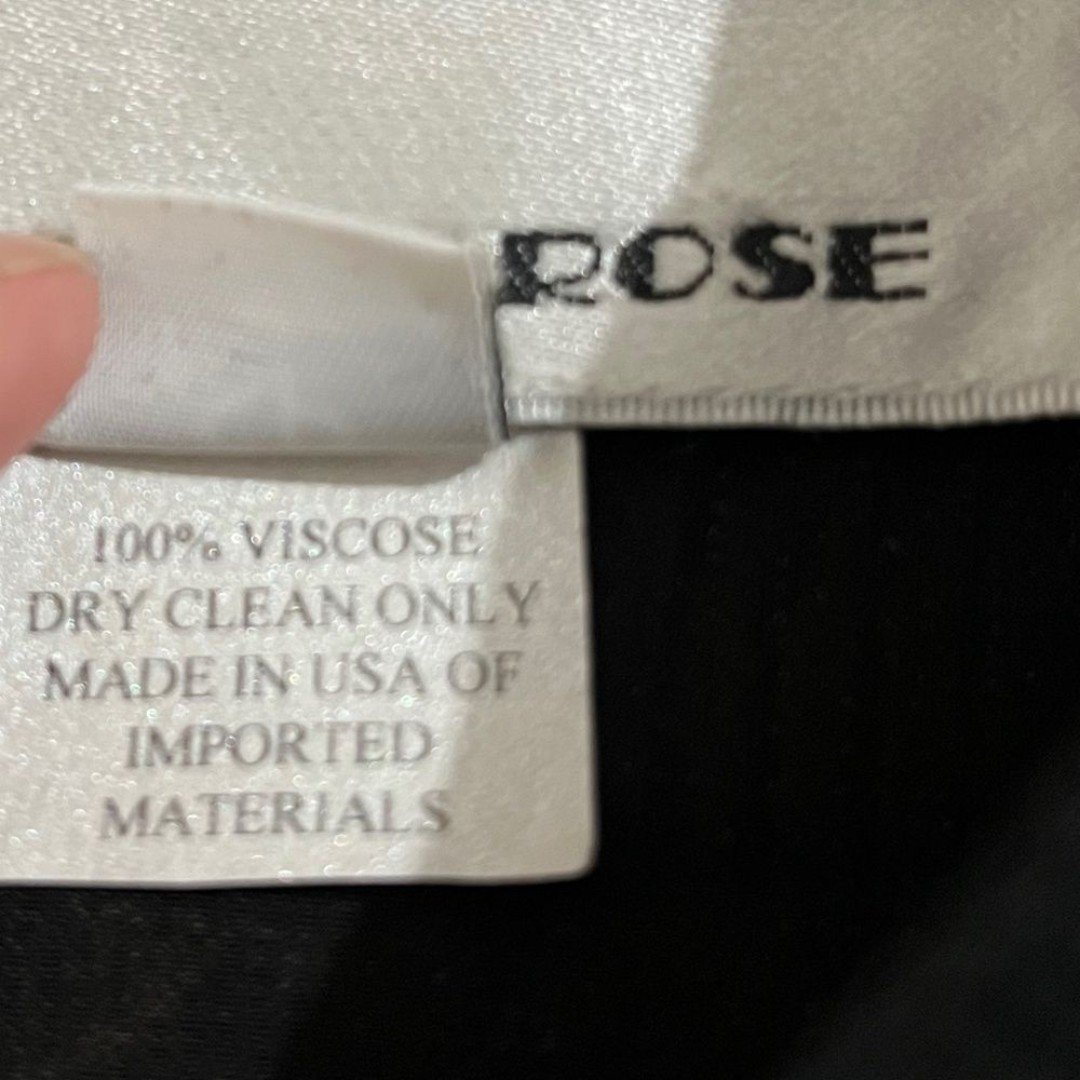 ROSE
100% VISCOSE
DRY CLEAN ONLY
MADE IN USA OF
IMPORTED
MATERIALS